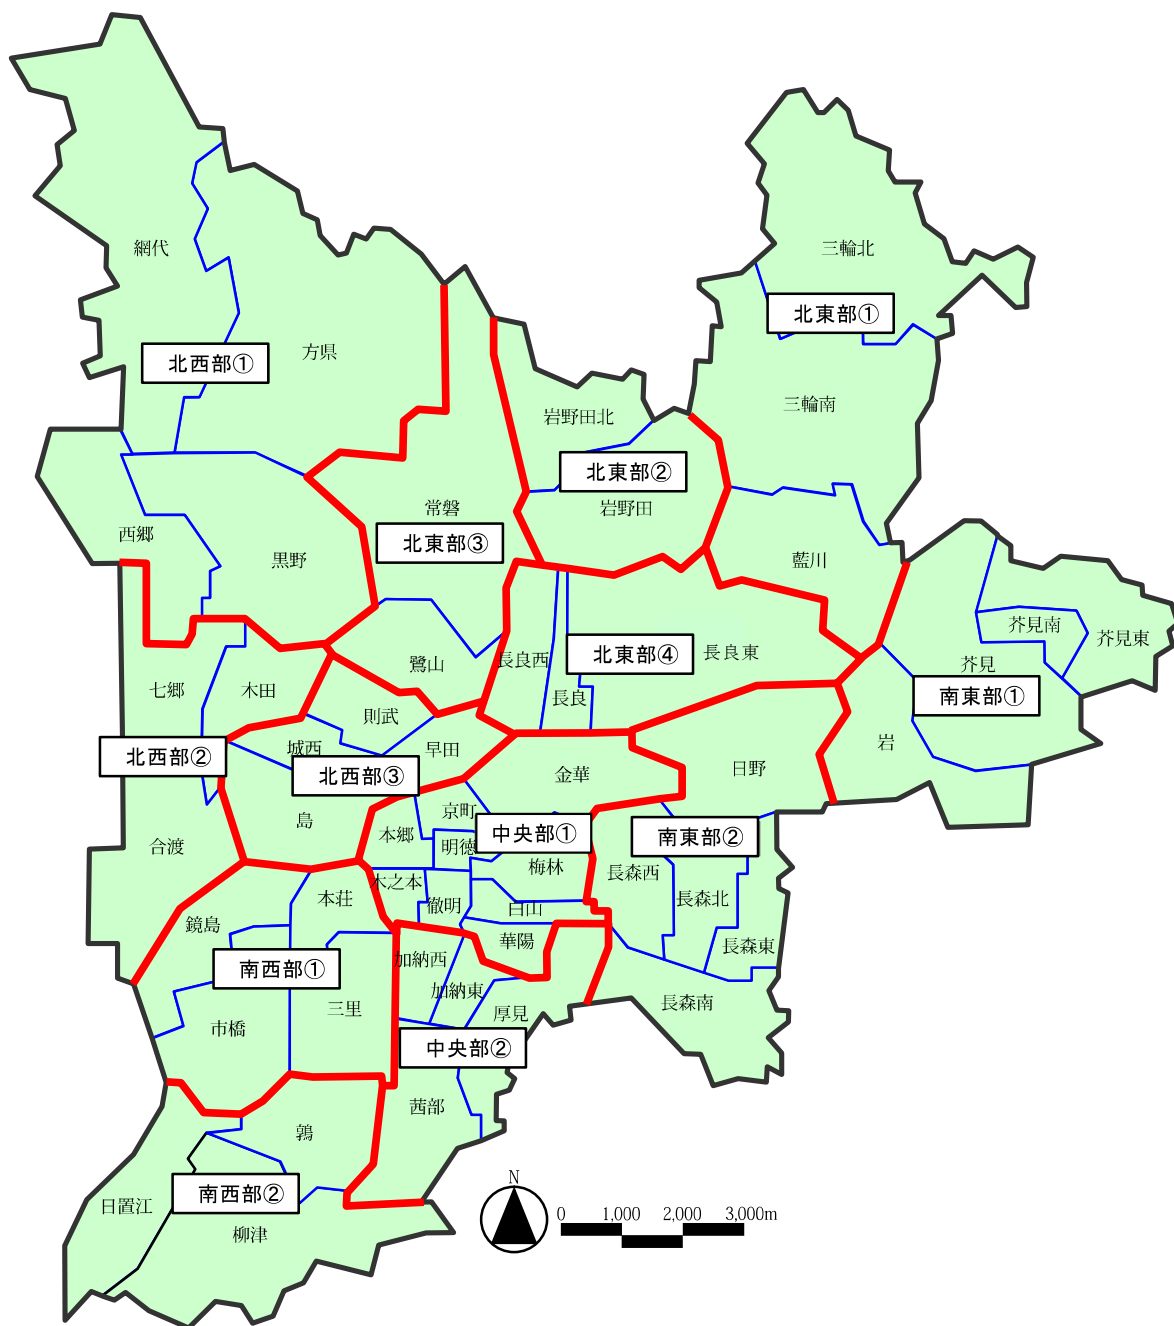 網代
三輪北
北東部①
方県
北西部①
三輪南
岩野田北
北東部②
常磐
岩野田
西郷
北東部③
黒野
藍川
芥見南
芥見東
鷺山
長良西
北東部④
長良東
芥見
七郷
木田
長良
南東部①
則武
城西
早田
岩
北西部②
北西部③
金華
日野
島
京町
本郷
中央部①
南東部②
合渡
明徳
梅林
長森西
木之本
本荘
徹明
白山
長森北
鏡島
華陽
長森東
加納西
南西部①
加納東
三里
厚見
長森南
市橋
中央部②
茜部
鶉
N
南西部②
日置江
柳津
0 1,000 2,000 3,000m